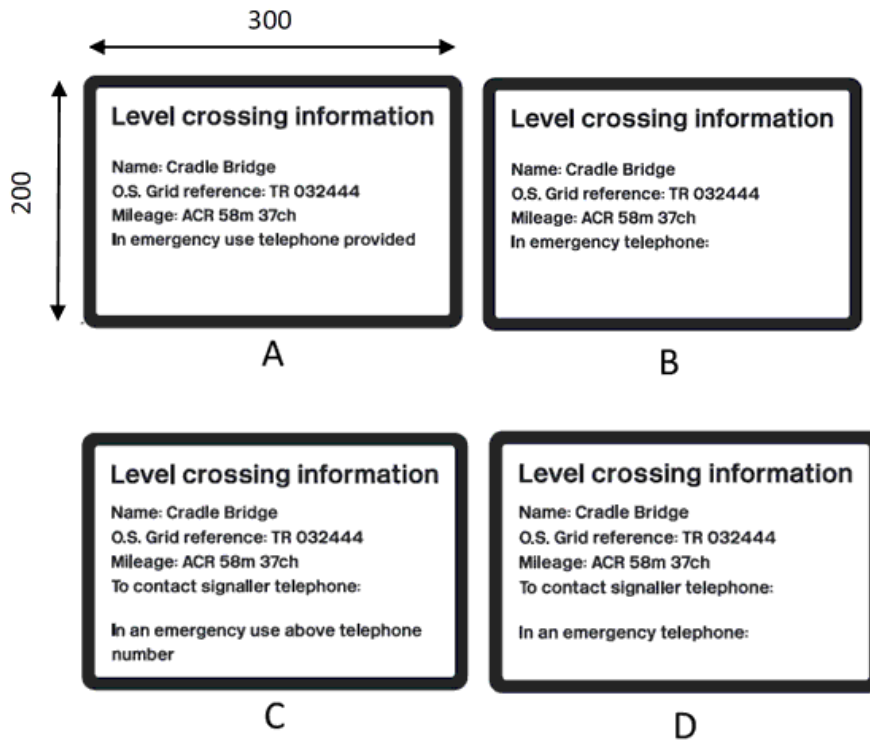 300
200
Level crossing information
Name: Cradle Bridge
O.S. Grid reference: TR 032444
Mileage: ACR 58m 37ch
In emergency use telephone provided
A
Level crossing information
Name: Cradle Bridge
O.S. Grid reference: TR 032444
Mileage: ACR 58m 37ch
In emergency telephone:
B
Level crossing information
Name: Cradle Bridge
O.S. Grid reference: TR 032444
Mileage: ACR 58m 37ch
To contact signaller telephone:
In an emergency use above telephone
number
C
Level crossing information
Name: Cradle Bridge
O.S. Grid reference: TR 032444
Mileage: ACR 58m 37ch
To contact signaller telephone:
In an emergency telephone:
D